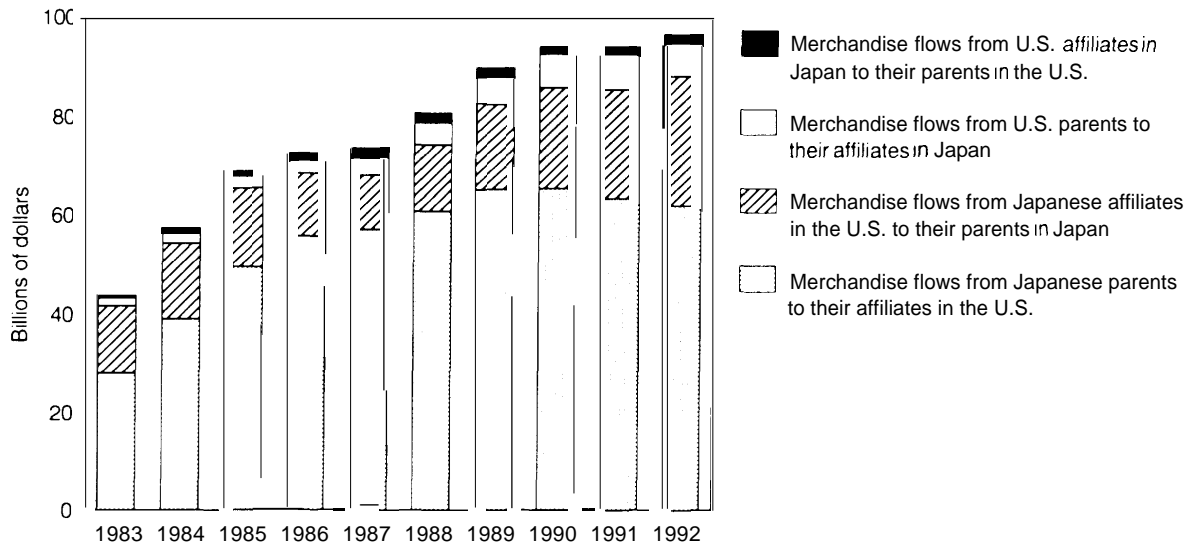 100
80
60
40
20
0
Billions of dollars
1983 1984 1985 1986 1987 1988 1989 1990 1991 1992
Merchandise flows from U.S. affiliates in
Japan to their parents in the U.S.
Merchandise flows from U.S. parents to
their affiliates in Japan
Merchandise flows from Japanese affiliates
in the U.S. to their parents in Japan
Merchandise flows from Japanese parents
to their affiliates in the U.S.